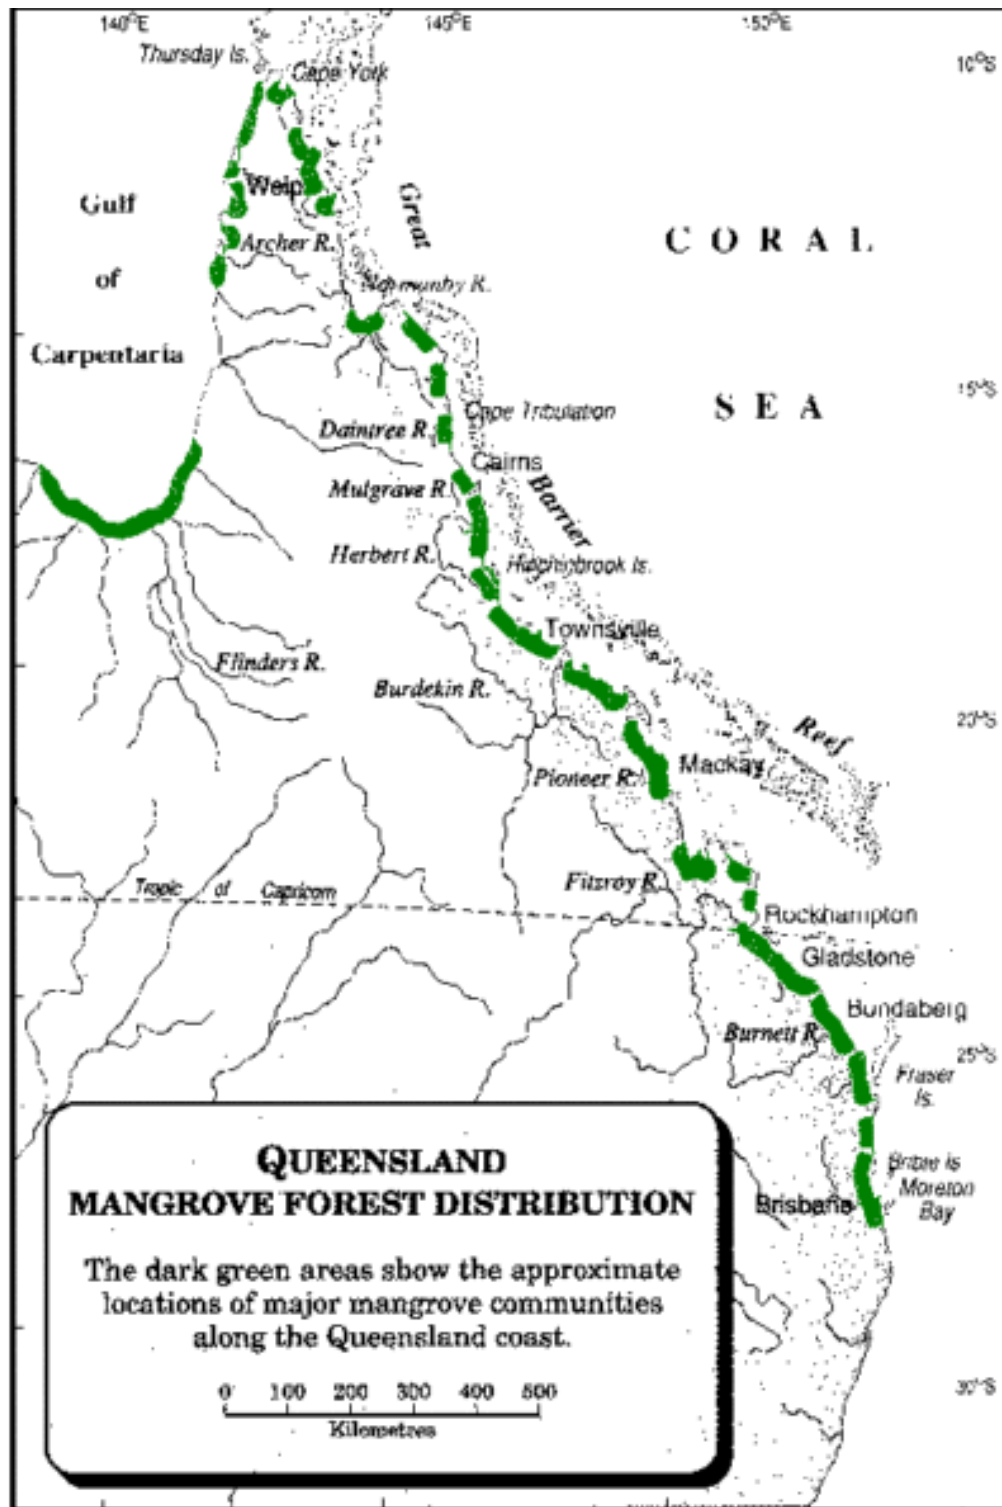 140°E
145°E
150°E
Thursday Is.
Cape York
10°S
Weipa
Gulf
of
Carpentaria
Great
CORAL
SEA
Archer R.
Normanby R.
15°S
Cape Tribulation
Daintree R.
Cairns
Mulgrave R.
Barrier
Herbert R.
Hinchinbrook Is.
Townsville
Flinders R.
Burdekin R.
20°S
Reef
Mackay
Pioneer R.
Fitzroy R.
Tropic of Capricorn
Rockhampton
Gladstone
Bundaberg
Burnett R.
25°S
Fraser
Is.
Bribie Is
Moreton
Bay
Brisbane
30°S
QUEENSLAND
MANGROVE FOREST DISTRIBUTION
The dark green areas show the approximate
locations of major mangrove communities
along the Queensland coast.
0 100 200 300 400 500
Kilometres